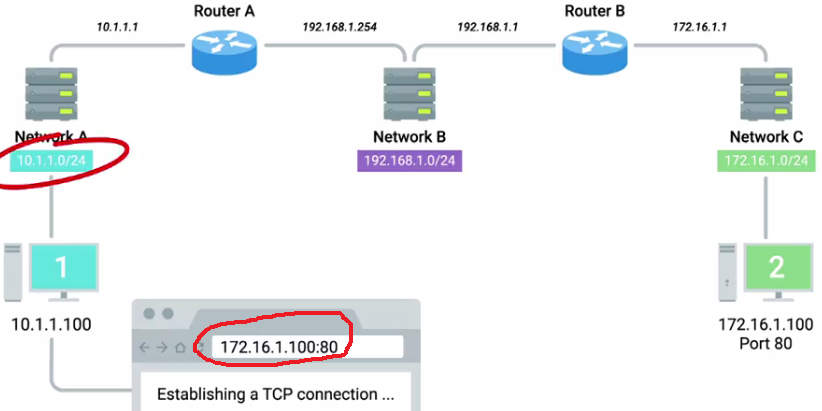 Router A
Router B
10.1.1.1
192.168.1.254
192.168.1.1
172.16.1.1
Network A
Network B
Network C
10.1.1.0/24
192.168.1.0/24
172.16.1.0/24
1
2
10.1.1.100
172.16.1.100
Port 80
172.16.1.100:80
Establishing a TCP connection ...